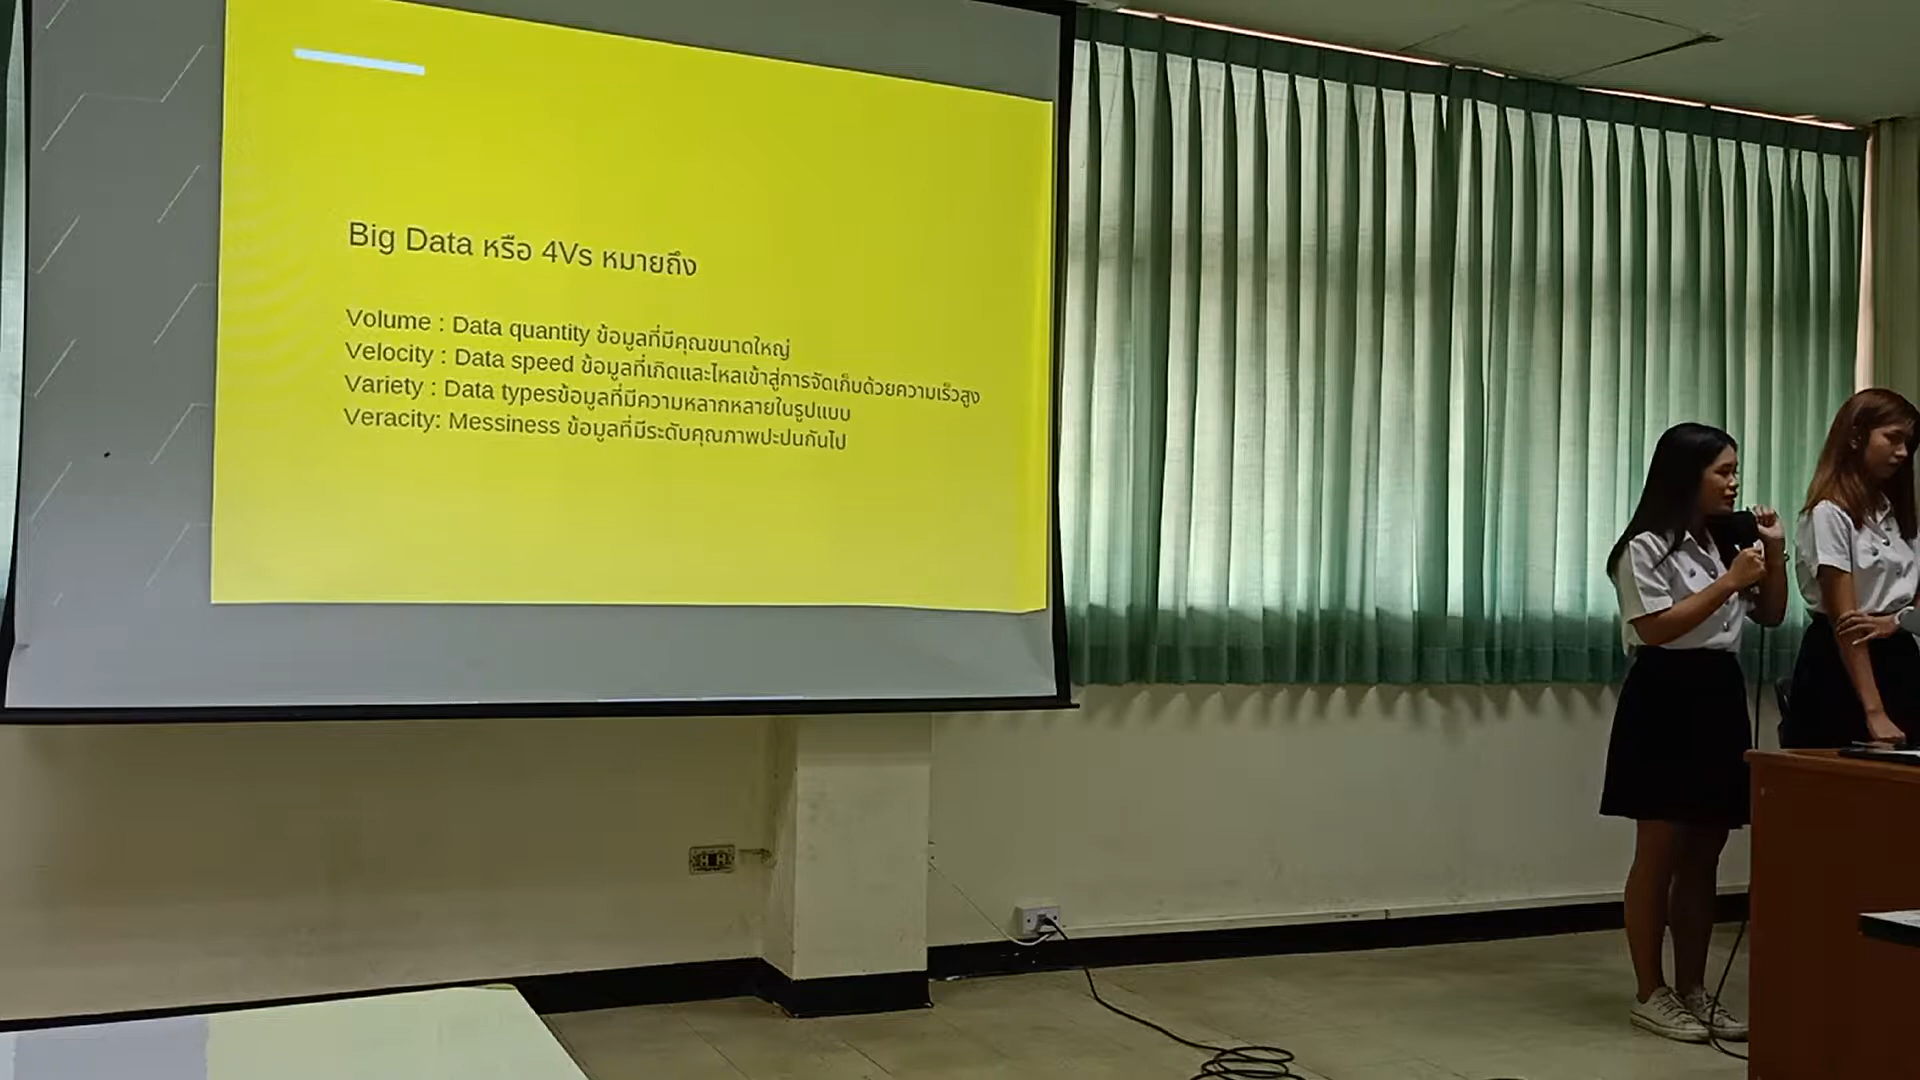 Big Data หรือ 4Vs หมายถึง
Volume : Data quantity ข้อมูลที่มีคุณขนาดใหญ่
Velocity : Data speed ข้อมูลที่เกิดและไหลเข้าสู่การจัดเก็บด้วยความเร็วสูง
Variety : Data typesข้อมูลที่มีความหลากหลายในรูปแบบ
Veracity: Messiness ข้อมูลที่มีระดับคุณภาพปะปนกันไป